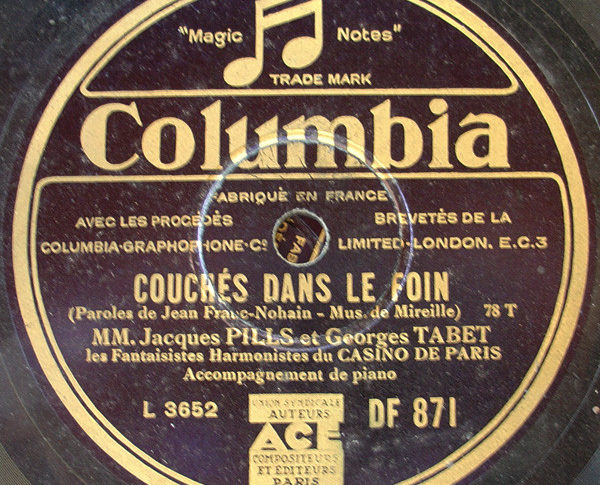 "Magic Notes"
TRADE MARK
Columbia
FABRIQUÉ EN FRANCE
AVEC LES PROCÉDÉS BREVETÉS DE LA
COLUMBIA-GRAPHOPHONE-Cº LIMITED-LONDON. E.C.3
COUCHÉS DANS LE FOIN
(Paroles de Jean Franc-Nohain - Mus. de Mireille) 78 T
MM. Jacques PILLS et Georges TABET
les Fantaisistes Harmonistes du CASINO DE PARIS
Accompagnement de piano
L 3652 DF 871
UNION SYNDICALE
AUTEURS
ACE
COMPOSITEURS
ET ÉDITEURS
PARIS